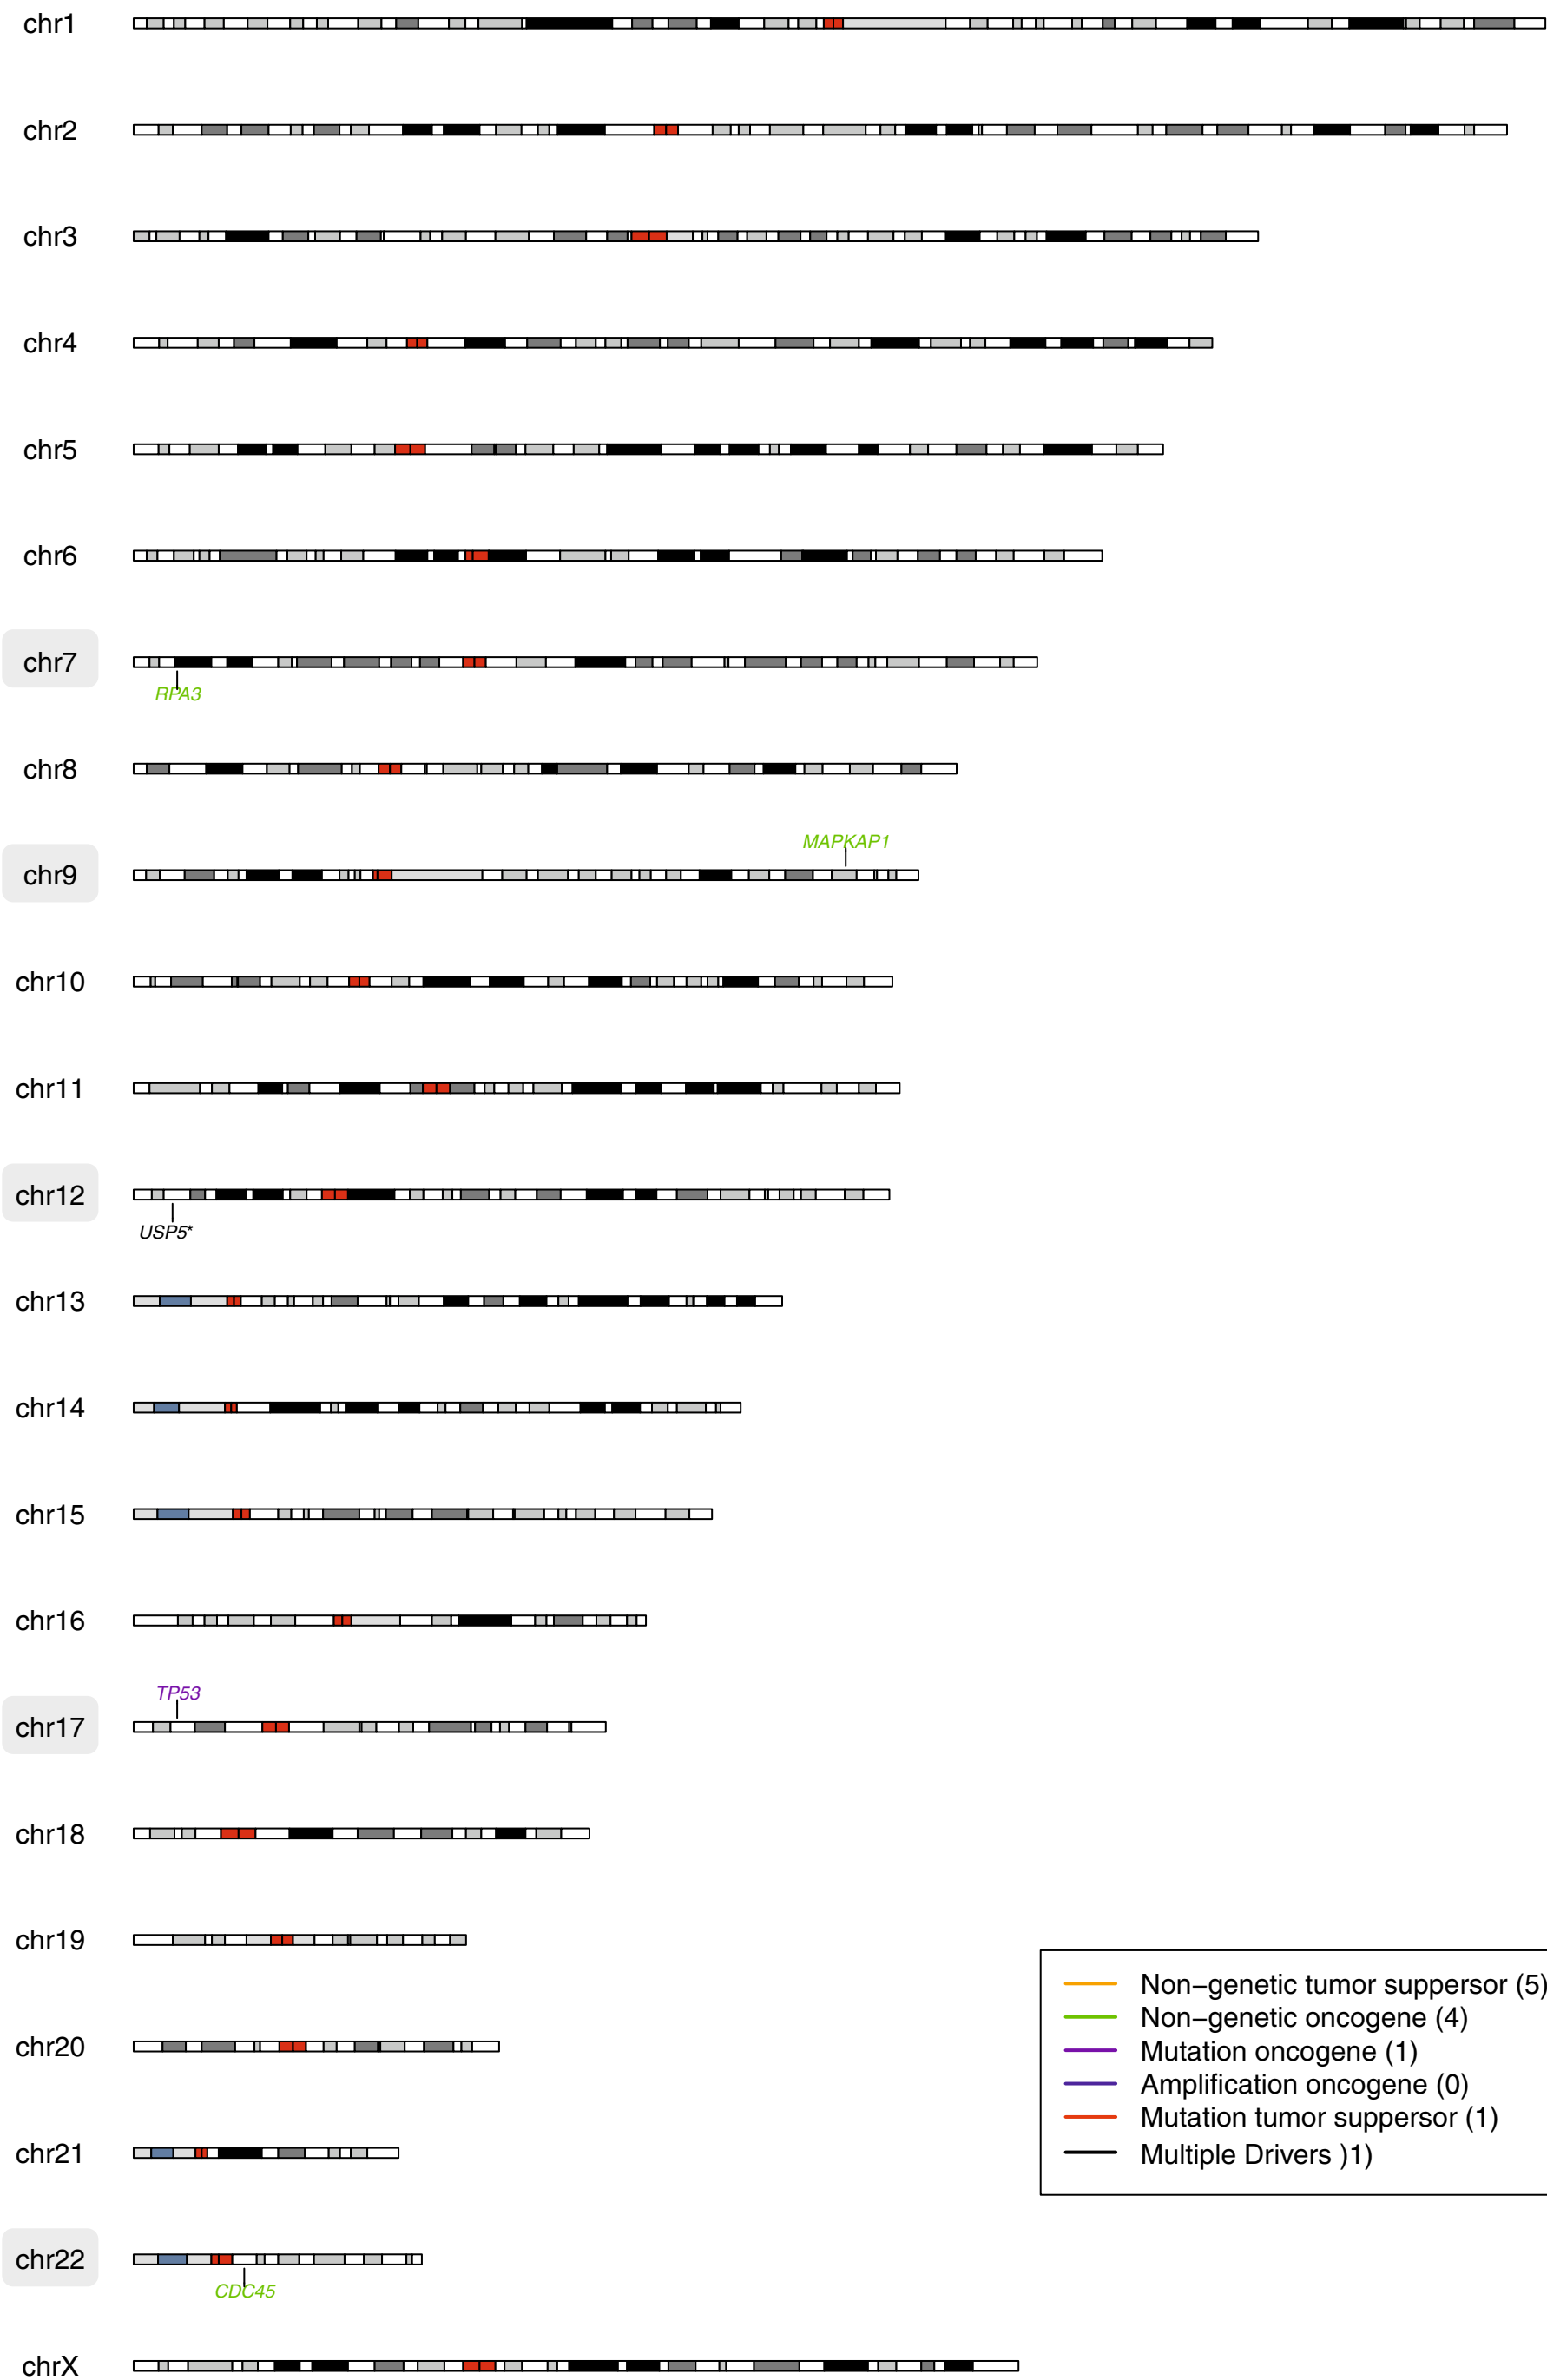 chr1
chr2
chr3
chr4
chr5
chr6
chr7
RPA3
chr8
MAPKAP1
chr9
chr10
chr11
chr12
USP5*
chr13
chr14
chr15
chr16
TP53
chr17
chr18
chr19
Non−genetic tumor suppersor (5)
Non−genetic oncogene (4)
Mutation oncogene (1)
Amplification oncogene (0)
Mutation tumor suppersor (1)
Multiple Drivers )1)
chr20
chr21
chr22
CDC45
chrX